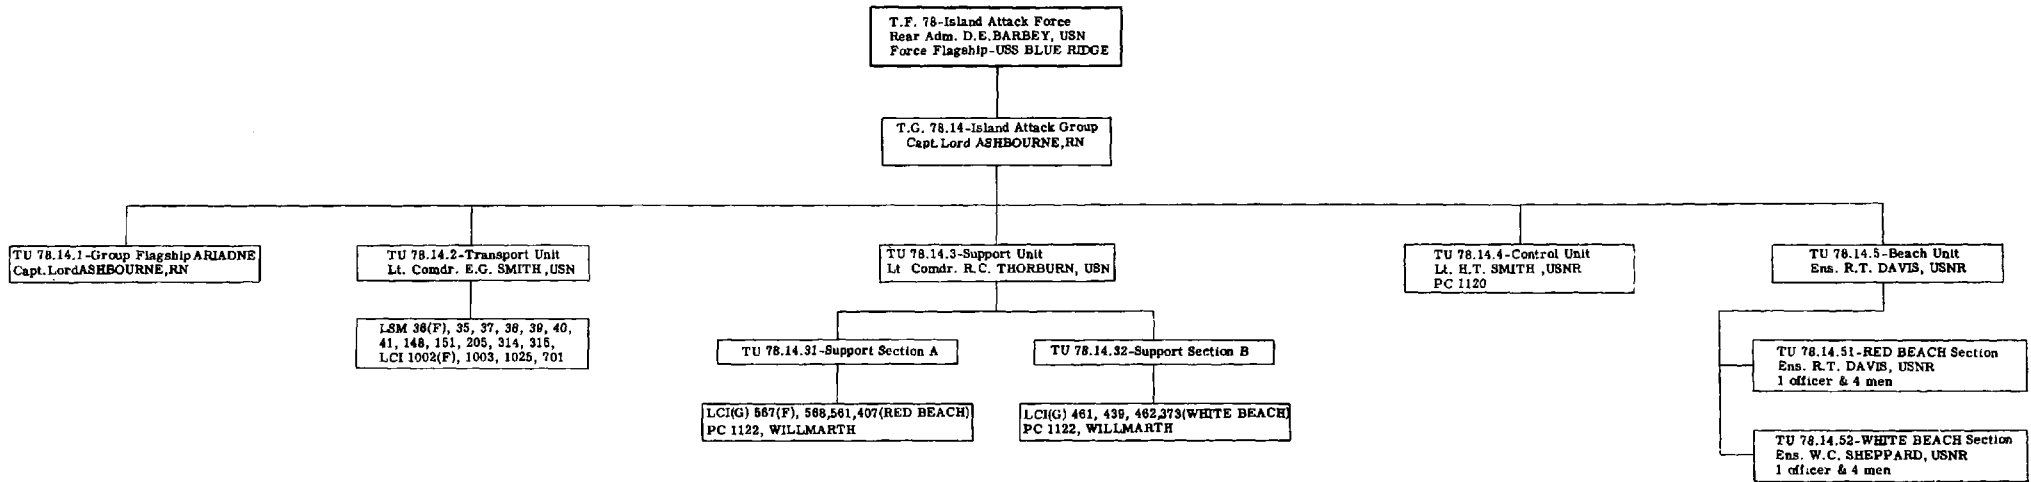 T.F. 78-Island Attack Force
Rear Adm. D.E.BARBEY, USN
Force Flagship-USS BLUE RIDGE
T.G. 78.14-Island Attack Group
Capt. Lord ASHBOURNE,RN
TU 78.14.1-Group Flagship ARIADNE
Capt. Lord ASHBOURNE,RN
TU 78.14.2-Transport Unit
Lt. Comdr. E.G. SMITH ,USN
LSM 36(F), 35, 37, 38, 39, 40,
41, 148, 151, 205, 314, 315,
LCI 1002(F), 1003, 1025, 701
TU 78.14.3-Support Unit
Lt Comdr. R.C. THORBURN, USN
TU 78.14.31-Support Section A
LCI(G) 567(F), 568,561,407(RED BEACH)
PC 1122, WILLMARTH
TU 78.14.32-Support Section B
LCI(G) 461, 439, 462,373(WHITE BEACH)
PC 1122, WILLMARTH
TU 78.14.4-Control Unit
Lt. H.T. SMITH ,USNR
PC 1120
TU 78.14.5-Beach Unit
Ens. R.T. DAVIS, USNR
TU 78.14.51-RED BEACH Section
Ens. R.T. DAVIS, USNR
1 officer & 4 men
TU 78.14.52-WHITE BEACH Section
Ens. W.C. SHEPPARD, USNR
1 officer & 4 men